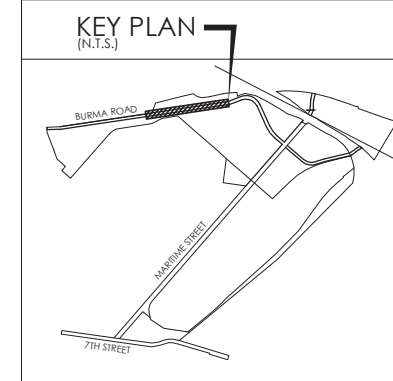 KEY PLAN
(N.T.S.)
BURMA ROAD
MARITIME STREET
7TH STREET